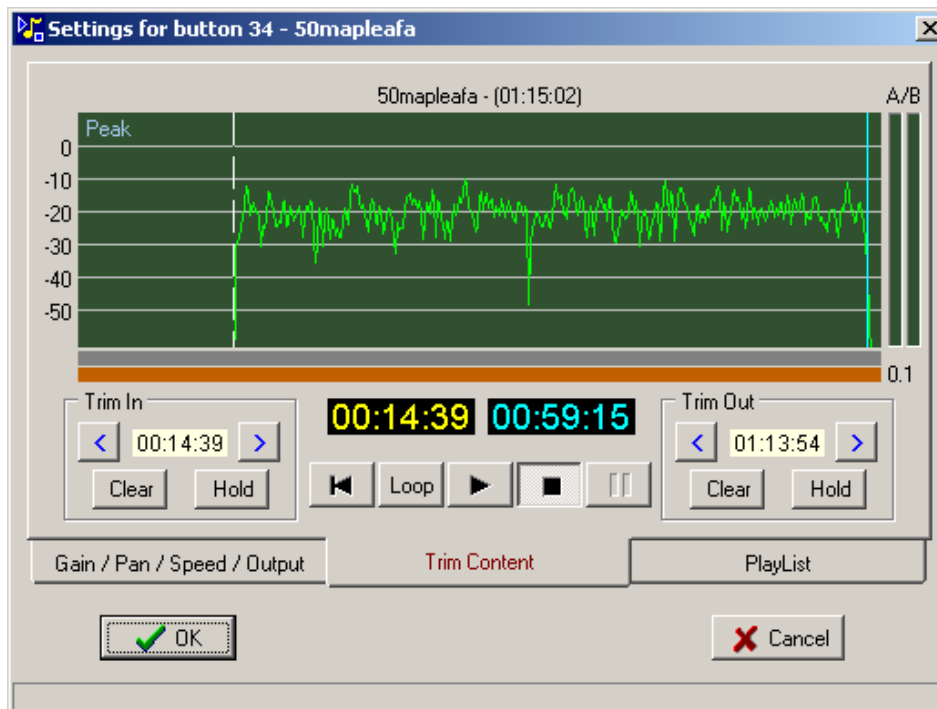 Settings for button 34 - 50mapleafa
50mapleafa - (01:15:02)
A/B
Peak
0
-10
-20
-30
-40
-50
0.1
Trim In
00:14:39
Clear
Hold
00:14:39
00:59:15
Loop
Trim Out
01:13:54
Clear
Hold
Gain / Pan / Speed / Output
Trim Content
PlayList
OK
Cancel